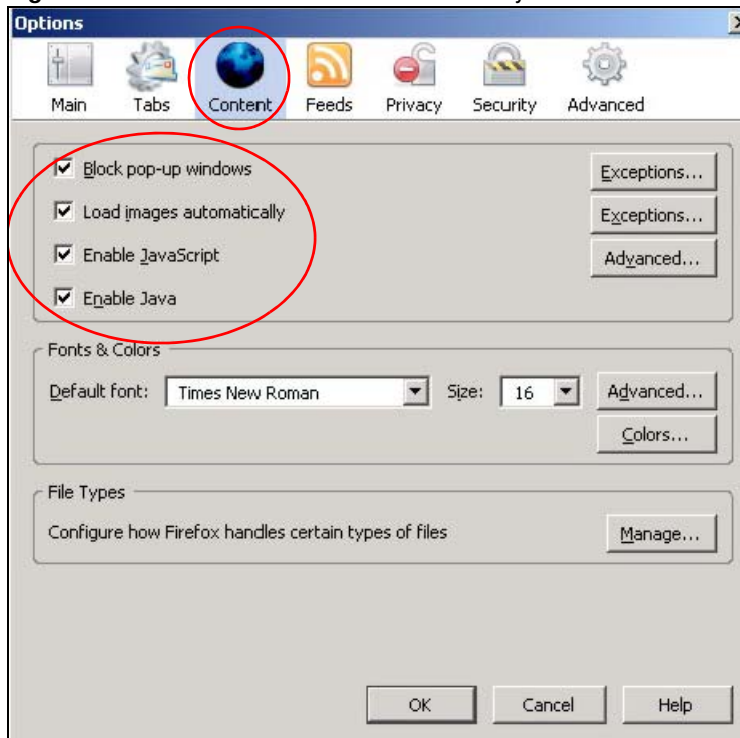 Options
Main Tabs Content Feeds Privacy Security Advanced
Block pop-up windows Exceptions...
Load images automatically Exceptions...
Enable JavaScript Advanced...
Enable Java
Fonts & Colors
Default font: Times New Roman Size: 16 Advanced...
Colors...
File Types
Configure how Firefox handles certain types of files Manage...
OK Cancel Help